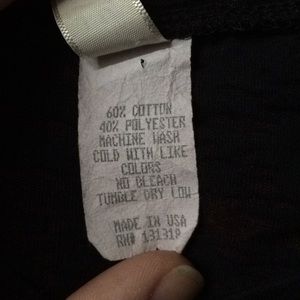 60% COTTON
40% POLYESTER
MACHINE WASH
COLD WITH LIKE
COLORS
NO BLEACH
TUMBLE DRY LOW
MADE IN USA
RN# 13131P